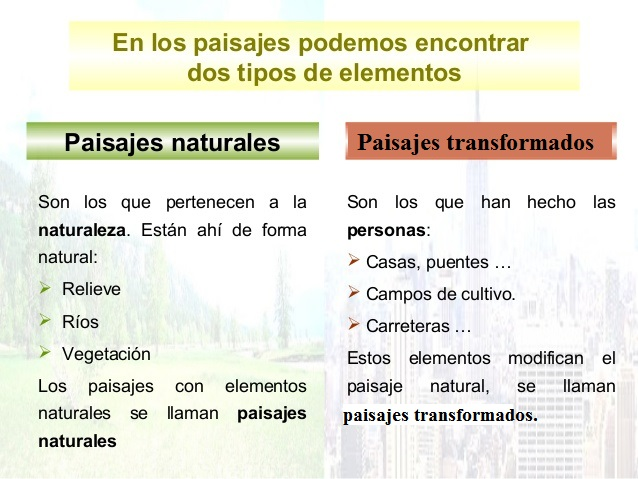 En los paisajes podemos encontrar
dos tipos de elementos
Paisajes naturales
Son los que pertenecen a la
naturaleza. Están ahí de forma
natural:
Relieve
Ríos
Vegetación
Los paisajes con elementos
naturales se llaman paisajes
naturales
Paisajes transformados
Son los que han hecho las
personas:
Casas, puentes …
Campos de cultivo.
Carreteras …
Estos elementos modifican el
paisaje natural, se llaman
paisajes transformados.